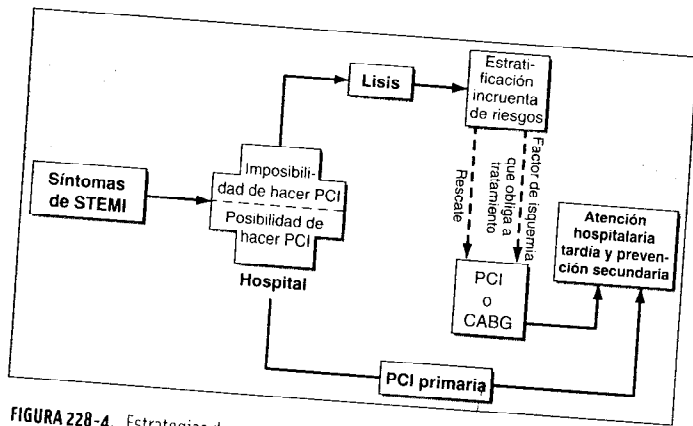 Síntomas
de STEMI
Imposibili-
dad de hacer PCI
Posibilidad de
hacer PCI
Hospital
Lisis
Estrati-
ficación
incruenta
de riesgos
Rescate
Factor de isquemia
que obliga a
tratamiento
PCI
o
CABG
Atención
hospitalaria
tardía y preven-
ción secundaria
PCI primaria
FIGURA 228-4. Estrategias